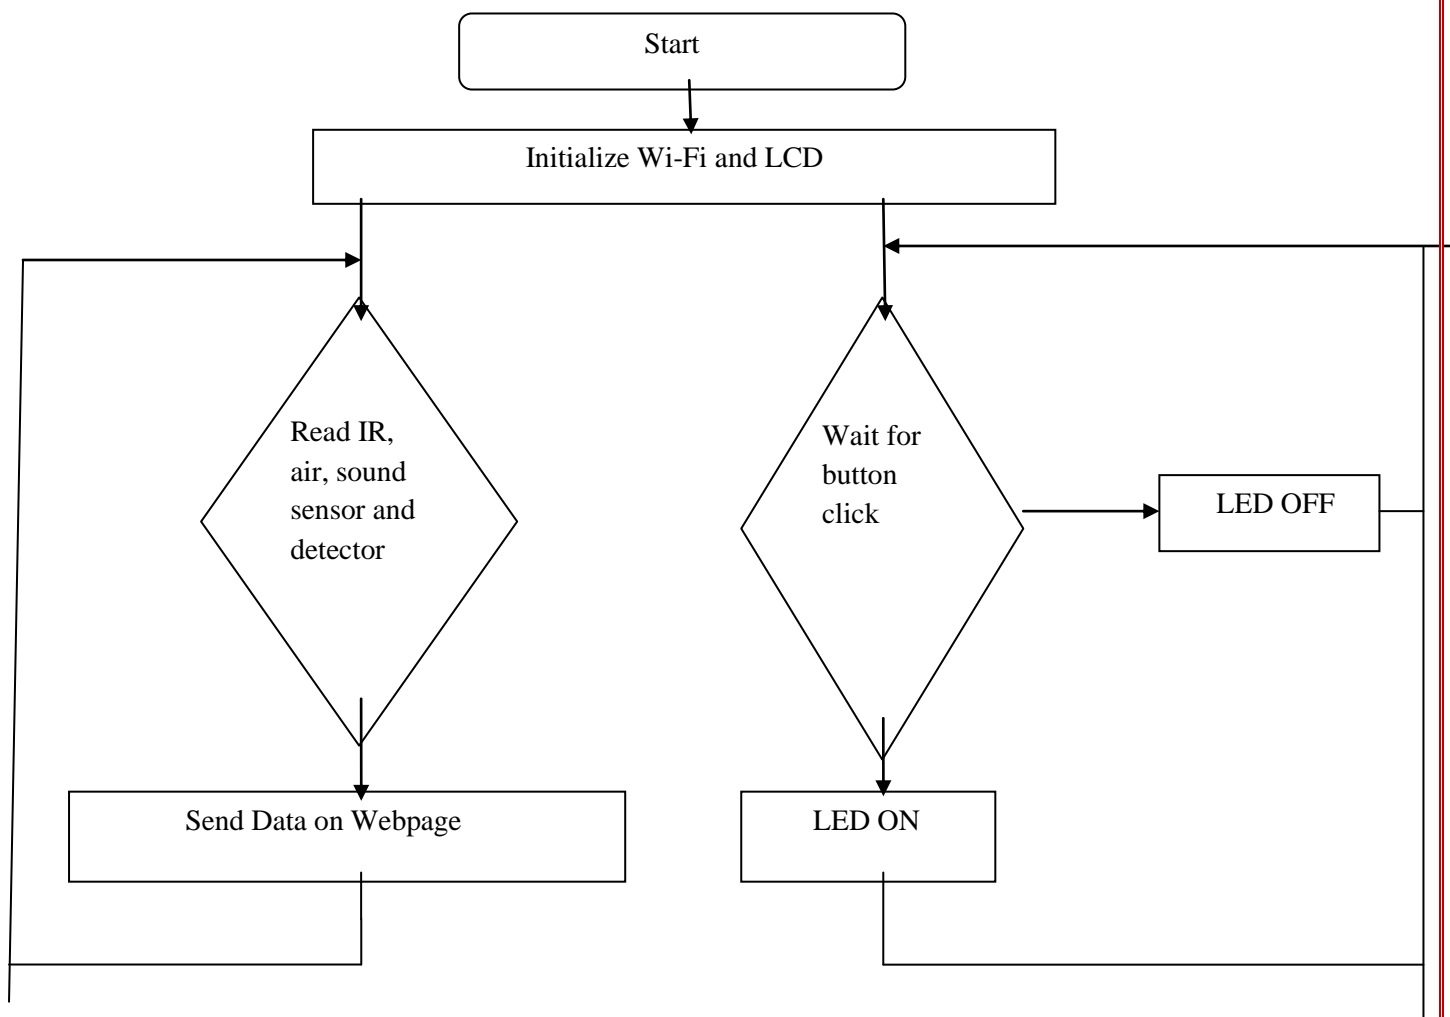 Start
Initialize Wi-Fi and LCD
Read IR,
air, sound
sensor and
detector
Wait for
button
click
LED OFF
Send Data on Webpage
LED ON